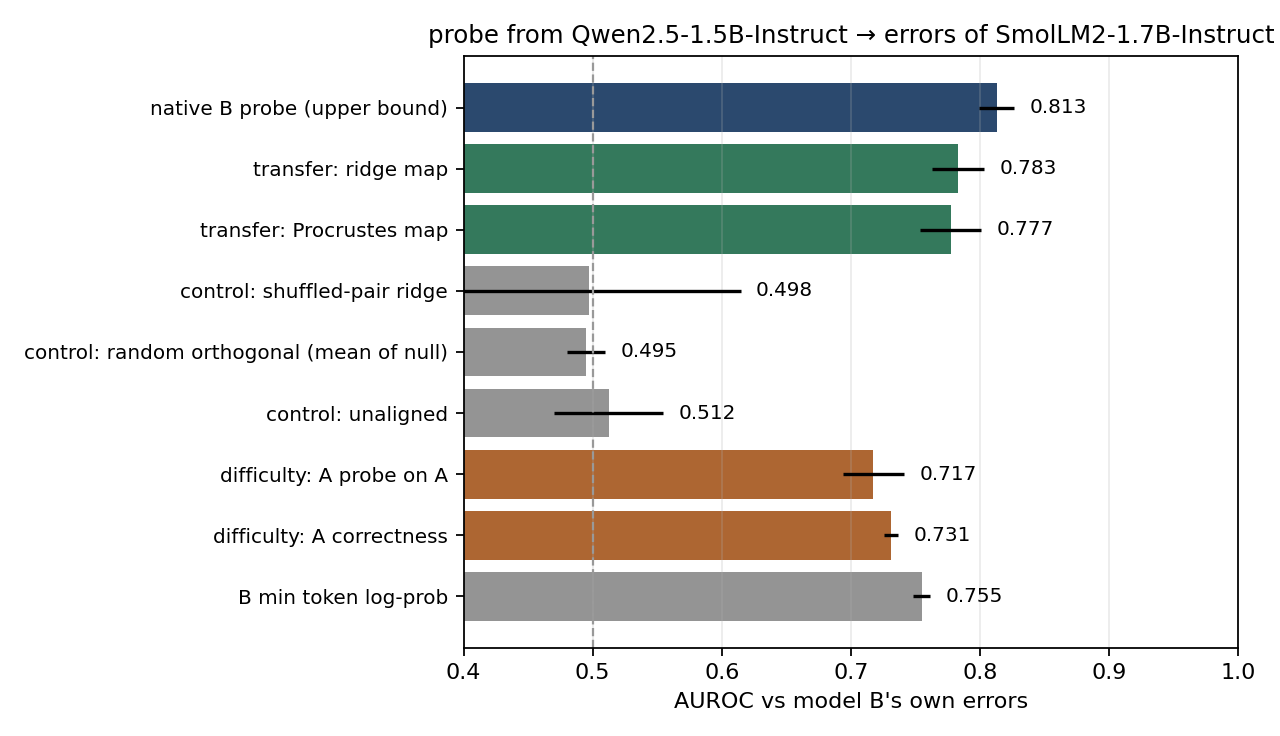 probe from Qwen2.5-1.5B-Instruct → errors of SmolLM2-1.7B-Instruct
native B probe (upper bound) 0.813
transfer: ridge map 0.783
transfer: Procrustes map 0.777
control: shuffled-pair ridge 0.498
control: random orthogonal (mean of null) 0.495
control: unaligned 0.512
difficulty: A probe on A 0.717
difficulty: A correctness 0.731
B min token log-prob 0.755
0.4 0.5 0.6 0.7 0.8 0.9 1.0
AUROC vs model B's own errors